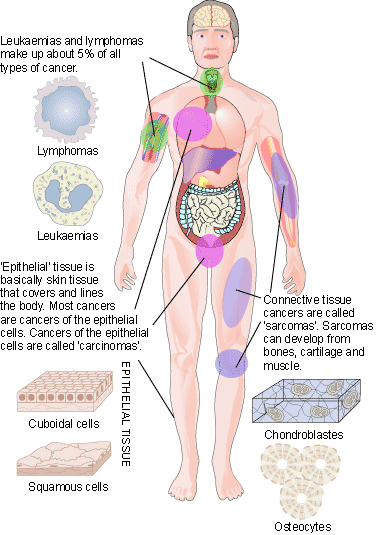 Leukaemias and lymphomas
make up about 5% of all
types of cancer.
Lymphomas
Leukaemias
'Epithelial' tissue is
basically skin tissue
that covers and lines
the body. Most cancers
are cancers of the epithelial
cells. Cancers of the epithelial
cells are called 'carcinomas'.
EPITHELIAL TISSUE
Cuboidal cells
Squamous cells
Connective tissue
cancers are called
'sarcomas'. Sarcomas
can develop from
bones, cartilage and
muscle.
Chondroblastes
Osteocytes